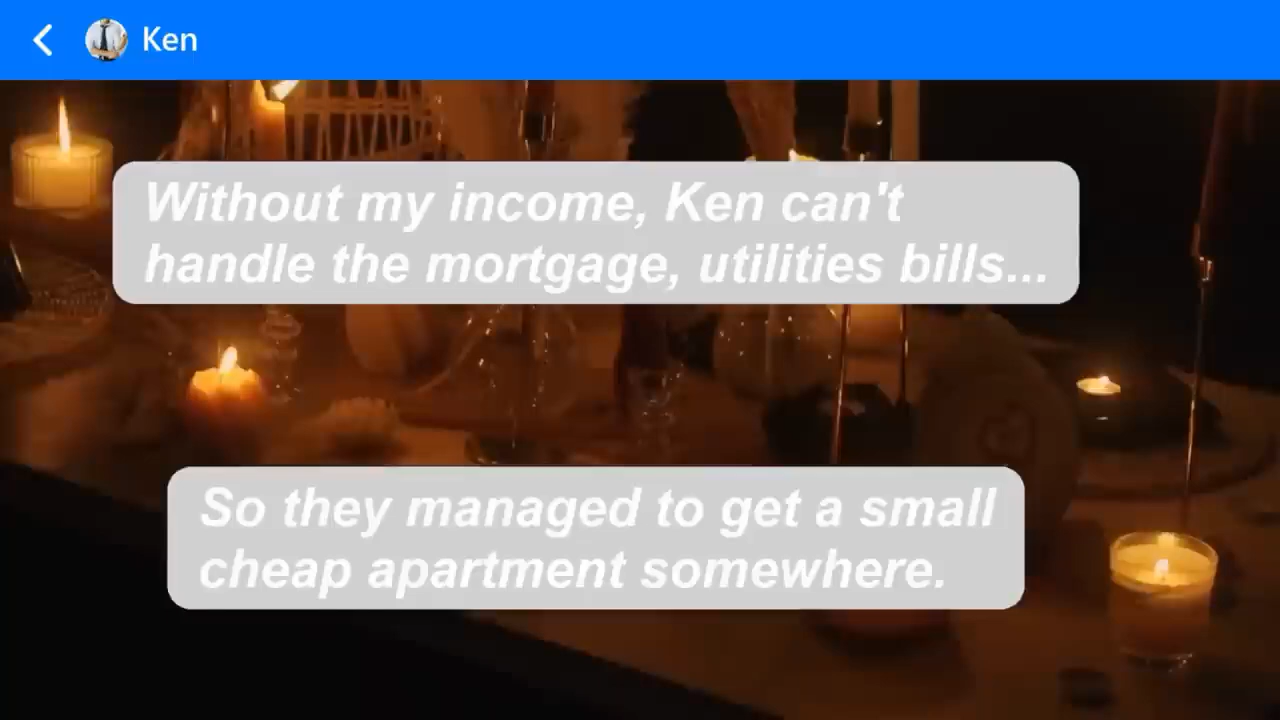 Ken
Without my income, Ken can't
handle the mortgage, utilities bills...
So they managed to get a small
cheap apartment somewhere.